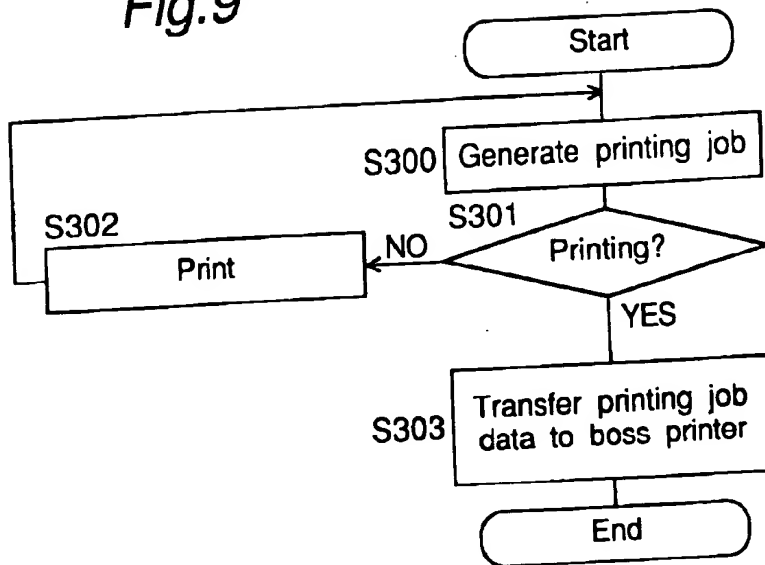 Fig.9
Start
S300
Generate printing job
S301
Printing?
NO
S302
Print
YES
S303
Transfer printing job
data to boss printer
End